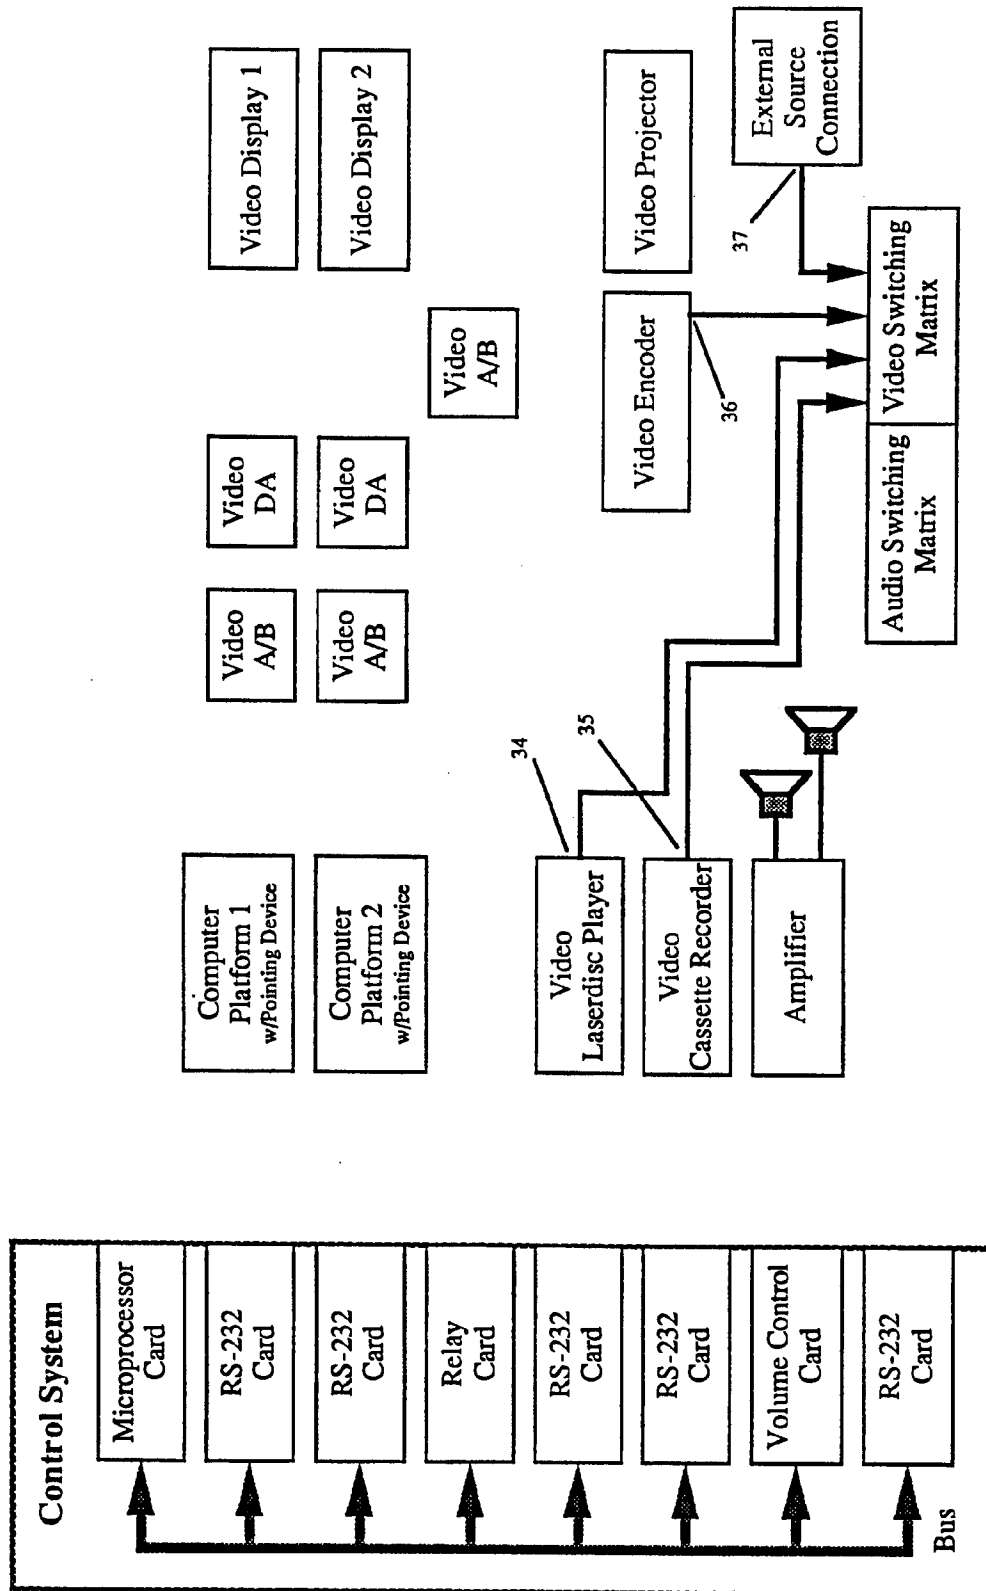 Control System
Microprocessor
Card
RS-232
Card
RS-232
Card
Relay
Card
RS-232
Card
RS-232
Card
Volume Control
Card
RS-232
Card
Bus
Computer
Platform 1
w/Pointing Device
Computer
Platform 2
w/Pointing Device
Video
Laserdisc Player
Video
Cassette Recorder
Amplifier
34
35
Video
A/B
Video
A/B
Video
DA
Video
DA
Video
A/B
Video Display 1
Video Display 2
Video Encoder
Video Projector
36
37
External
Source
Connection
Audio Switching
Matrix
Video Switching
Matrix